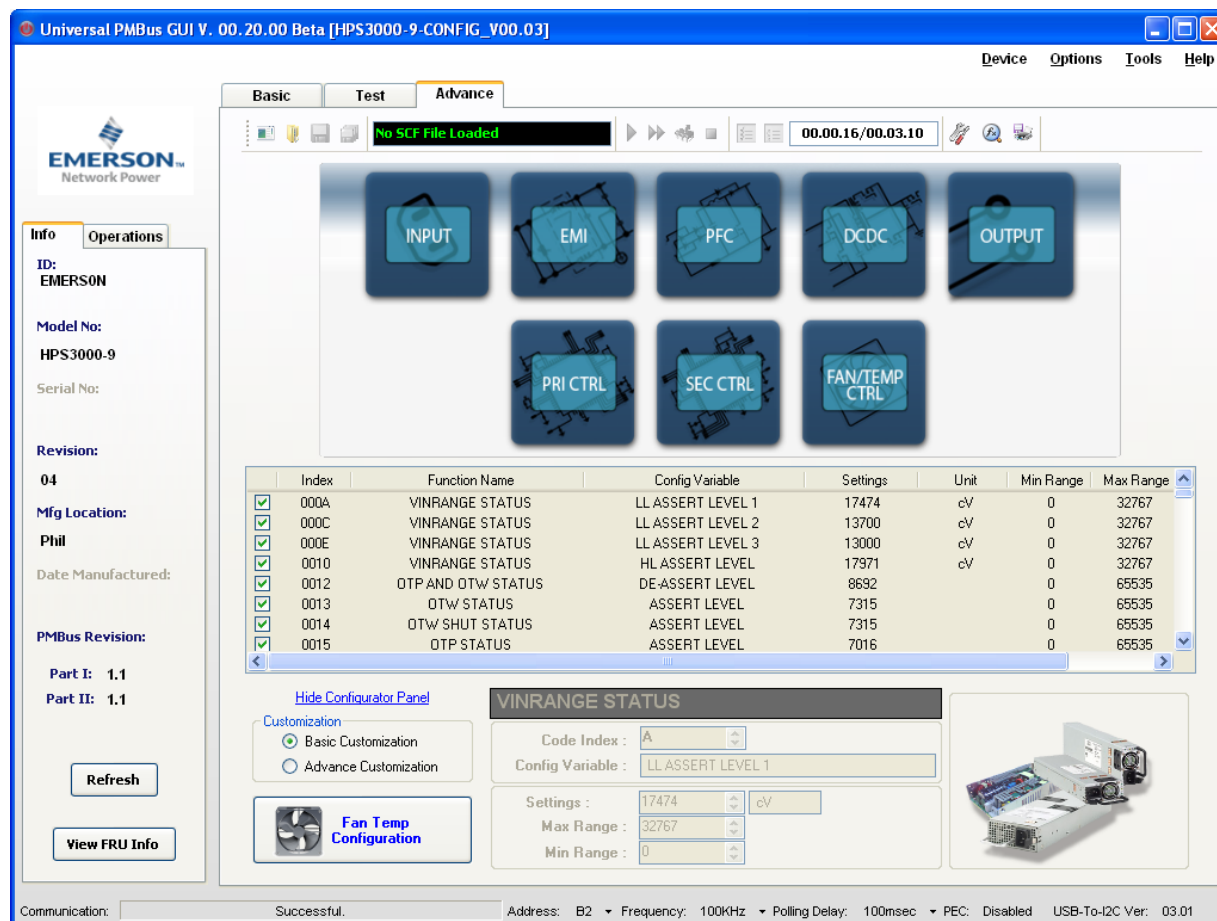 Universal PMBus GUI V. 00.20.00 Beta [HPS3000-9-CONFIG_V00.03]
Device Options Tools Help
Basic Test Advance
No SCF File Loaded
00.00.16/00.03.10
EMERSON™
Network Power
INPUT EMI PFC DCDC OUTPUT
PRI CTRL SEC CTRL FAN/TEMP CTRL
Info Operations
ID:
EMERS0N
Model No:
HPS3000-9
Serial No:
Revision:
04
Mfg Location:
Phil
Date Manufactured:
PMBus Revision:
Part I: 1.1
Part II: 1.1
Refresh
View FRU Info
Index Function Name Config Variable Settings Unit Min Range Max Range
000A VINRANGE STATUS LL ASSERT LEVEL 1 17474 cV 0 32767
000C VINRANGE STATUS LL ASSERT LEVEL 2 13700 cV 0 32767
000E VINRANGE STATUS LL ASSERT LEVEL 3 13000 cV 0 32767
0010 VINRANGE STATUS HL ASSERT LEVEL 17971 cV 0 32767
0012 OTP AND OTW STATUS DE-ASSERT LEVEL 8692 0 65535
0013 OTW STATUS ASSERT LEVEL 7315 0 65535
0014 OTW SHUT STATUS ASSERT LEVEL 7315 0 65535
0015 OTP STATUS ASSERT LEVEL 7016 0 65535
Hide Configurator Panel
Customization
Basic Customization
Advance Customization
Fan Temp
Configuration
VINRANGE STATUS
Code Index : A
Config Variable : LL ASSERT LEVEL 1
Settings : 17474 cV
Max Range : 32767
Min Range : 0
Communication: Successful. Address: B2 Frequency: 100KHz Polling Delay: 100msec PEC: Disabled USB-To-I2C Ver: 03.01